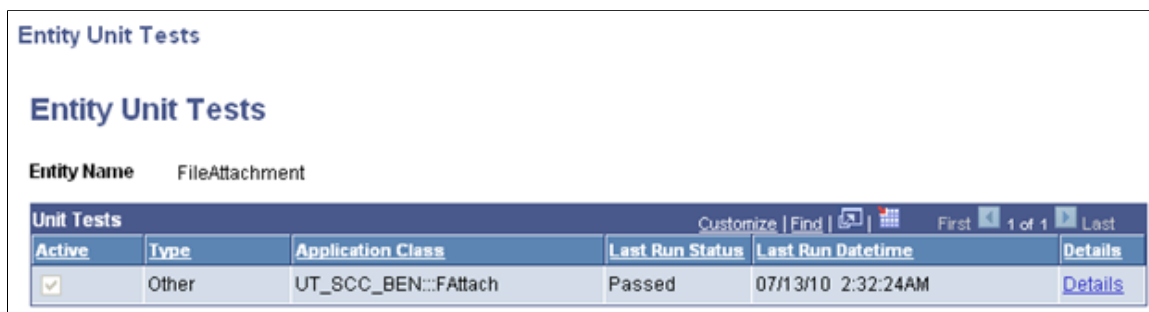 Entity Unit Tests
Entity Unit Tests
Entity Name FileAttachment
Unit Tests Customize | Find | | First 1 of 1 Last
Active Type Application Class Last Run Status Last Run Datetime Details
Other UT_SCC_BEN:::FAttach Passed 07/13/10 2:32:24AM Details